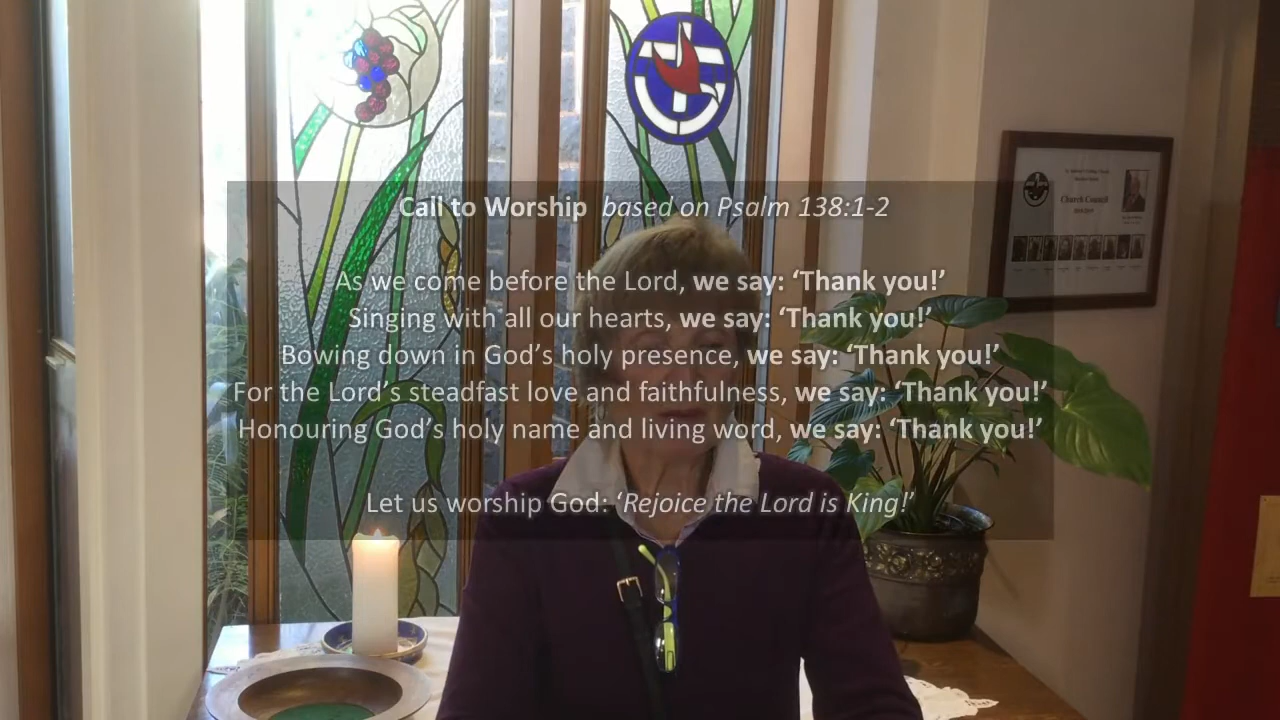 Call to Worship based on Psalm 138:1-2
As we come before the Lord, we say: ‘Thank you!’
Singing with all our hearts, we say: ‘Thank you!’
Bowing down in God’s holy presence, we say: ‘Thank you!’
For the Lord’s steadfast love and faithfulness, we say: ‘Thank you!’
Honouring God’s holy name and living word, we say: ‘Thank you!’
Let us worship God: ‘Rejoice the Lord is King!’
Church Council